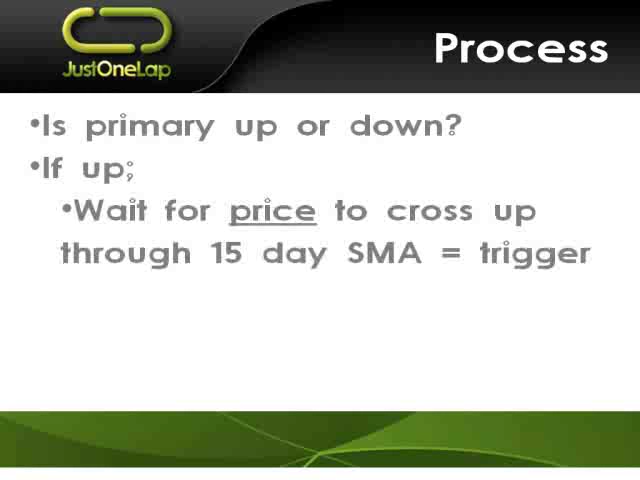 JustOneLap
Process
•Is primary up or down?
•If up;
•Wait for price to cross up
through 15 day SMA = trigger